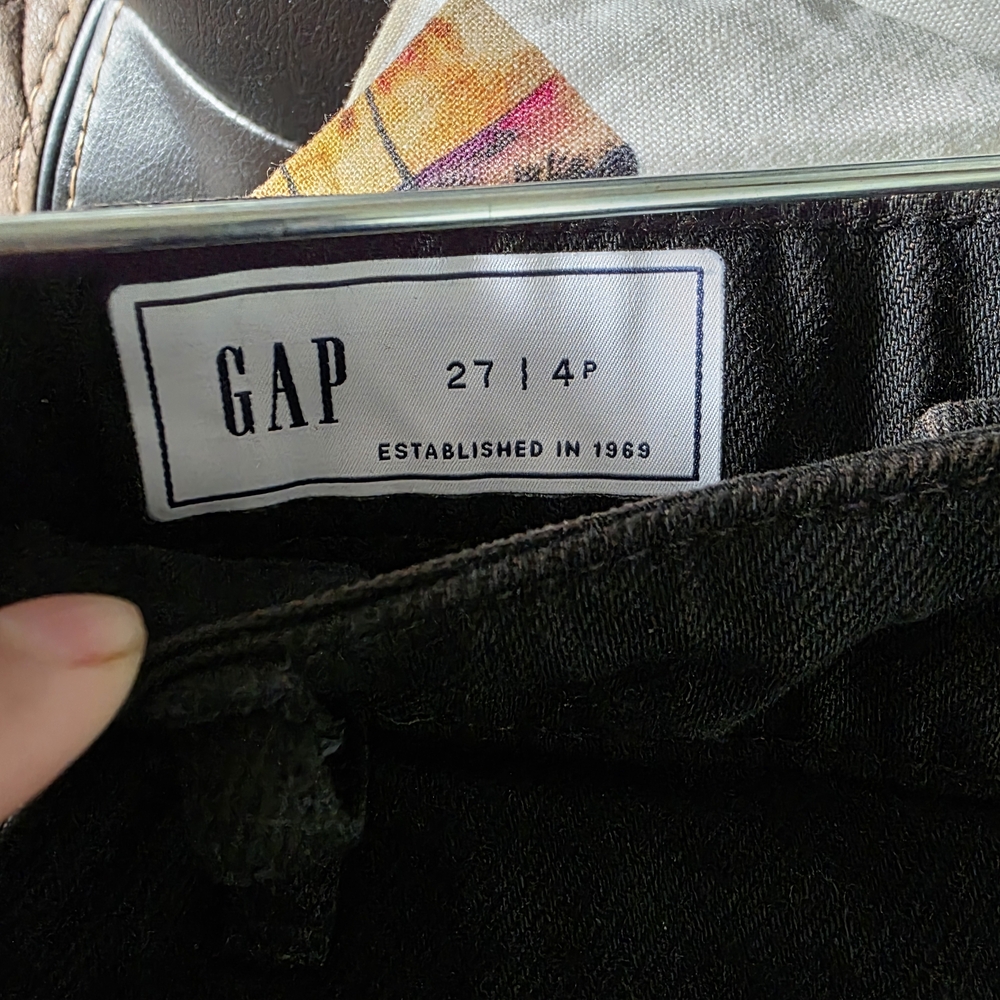 GAP 27 | 4P
ESTABLISHED IN 1969